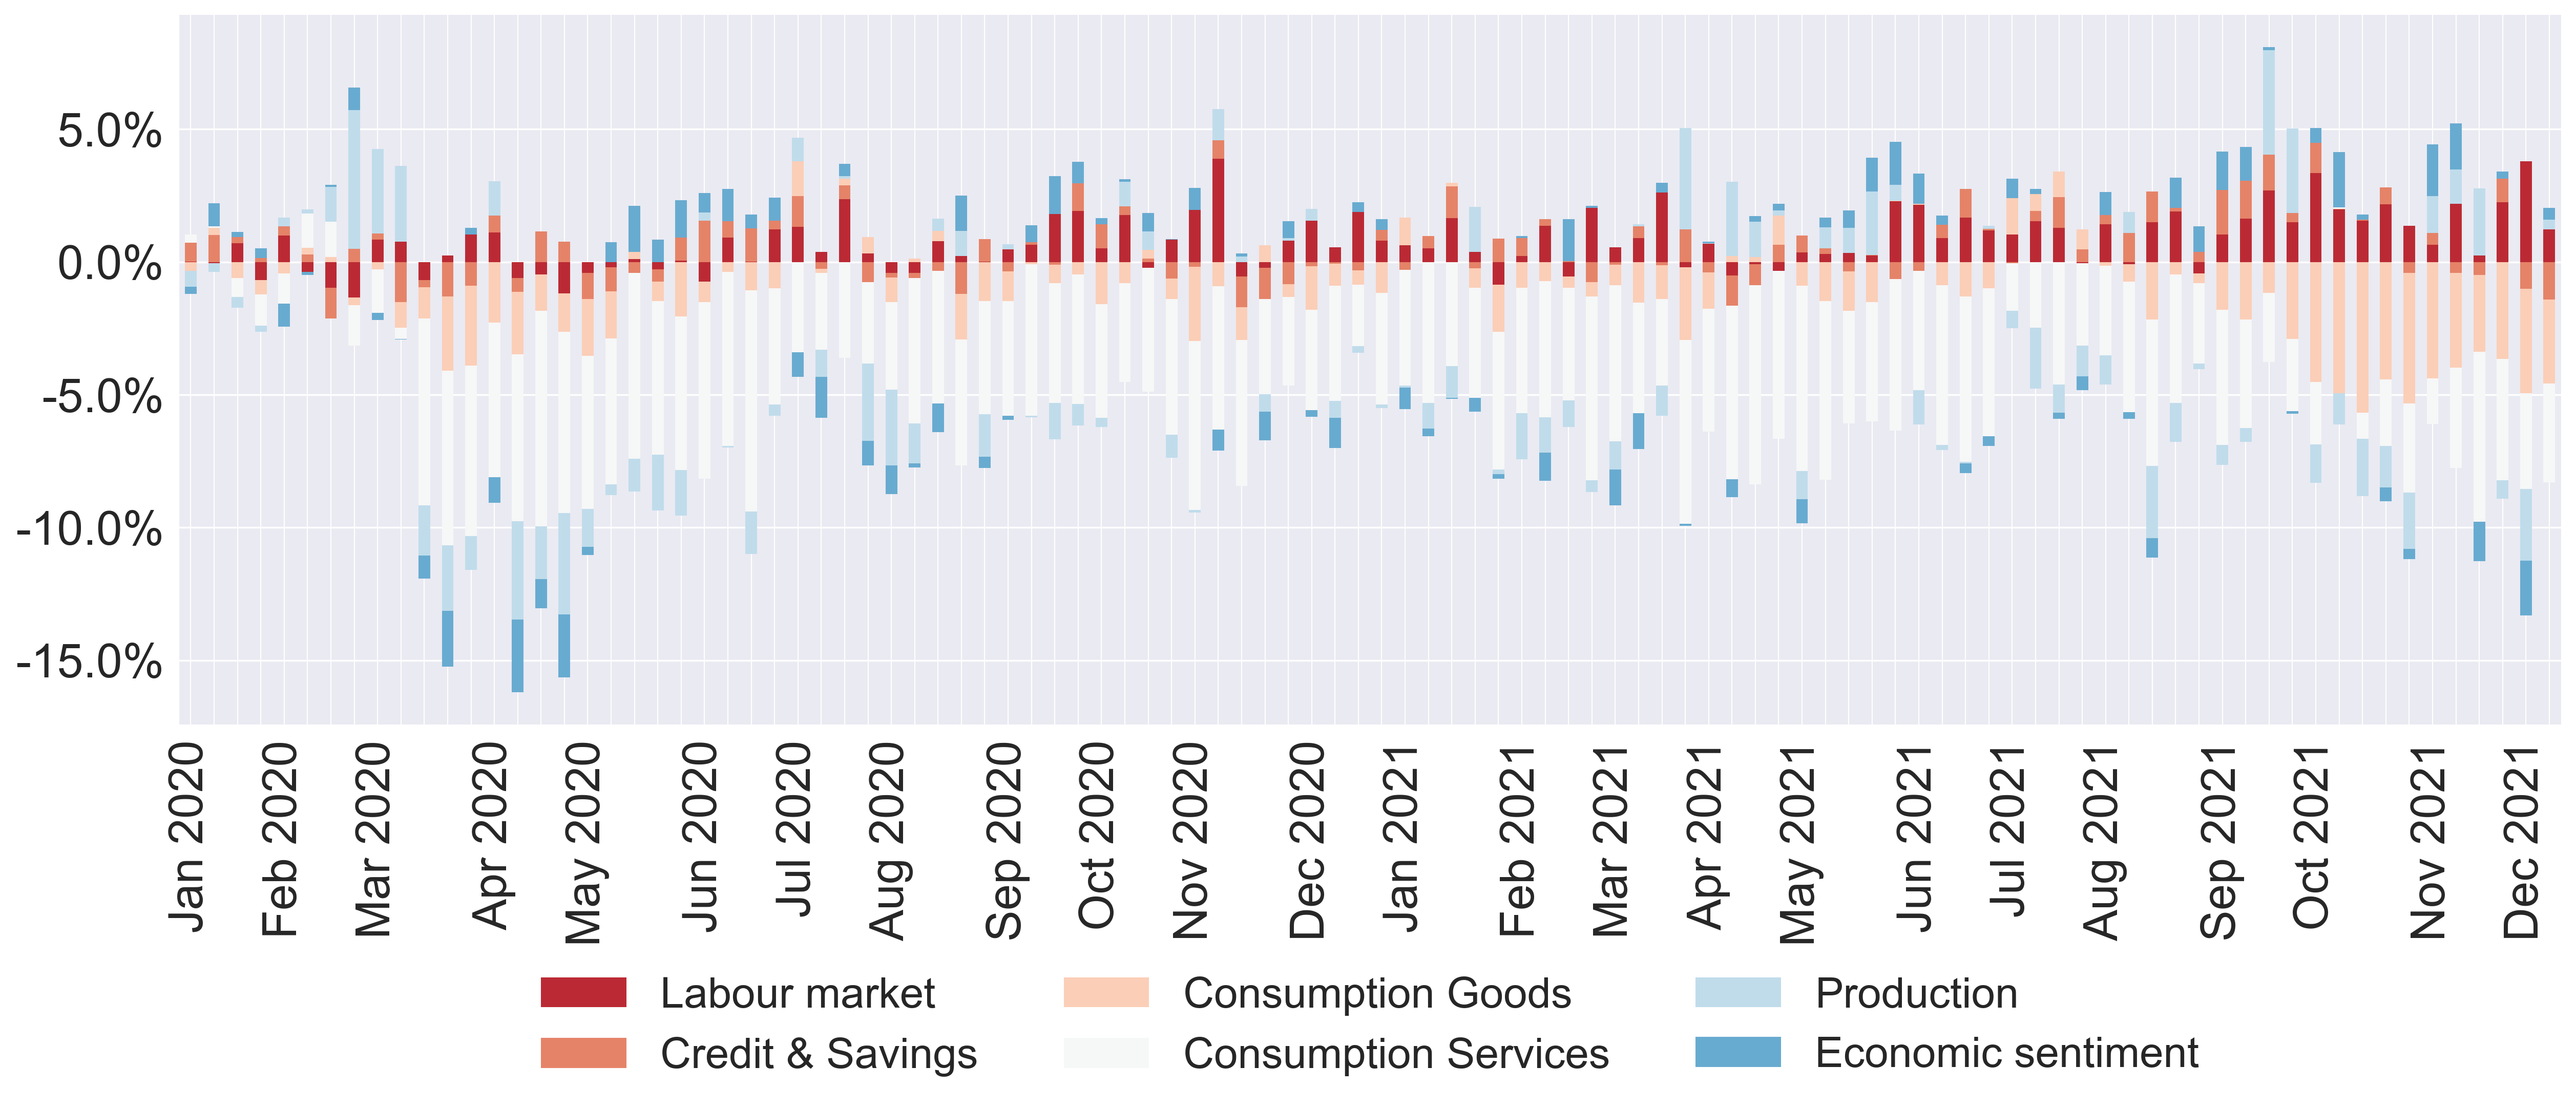 5.0%
0.0%
-5.0%
-10.0%
-15.0%
Jan 2020
Feb 2020
Mar 2020
Apr 2020
May 2020
Jun 2020
Jul 2020
Aug 2020
Sep 2020
Oct 2020
Nov 2020
Dec 2020
Jan 2021
Feb 2021
Mar 2021
Apr 2021
May 2021
Jun 2021
Jul 2021
Aug 2021
Sep 2021
Oct 2021
Nov 2021
Dec 2021
Labour market
Consumption Goods
Production
Credit & Savings
Consumption Services
Economic sentiment